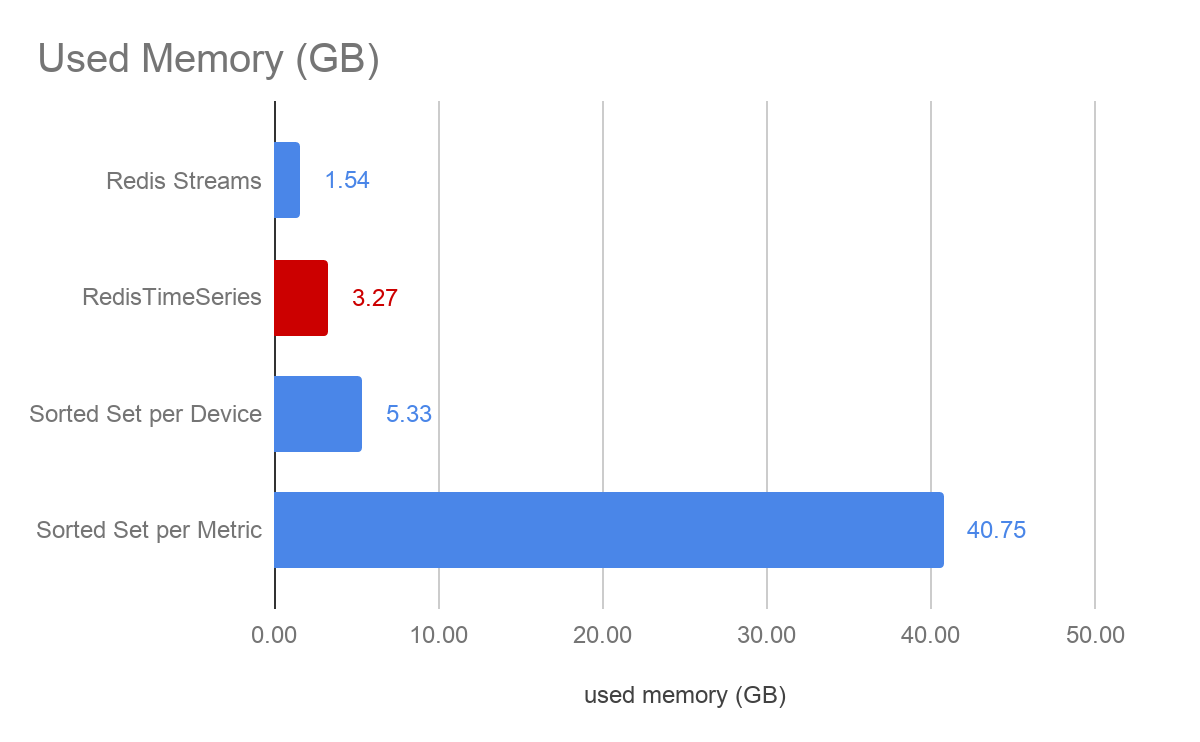 Used Memory (GB)
Redis Streams 1.54
RedisTimeSeries 3.27
Sorted Set per Device 5.33
Sorted Set per Metric 40.75
0.00 10.00 20.00 30.00 40.00 50.00
used memory (GB)